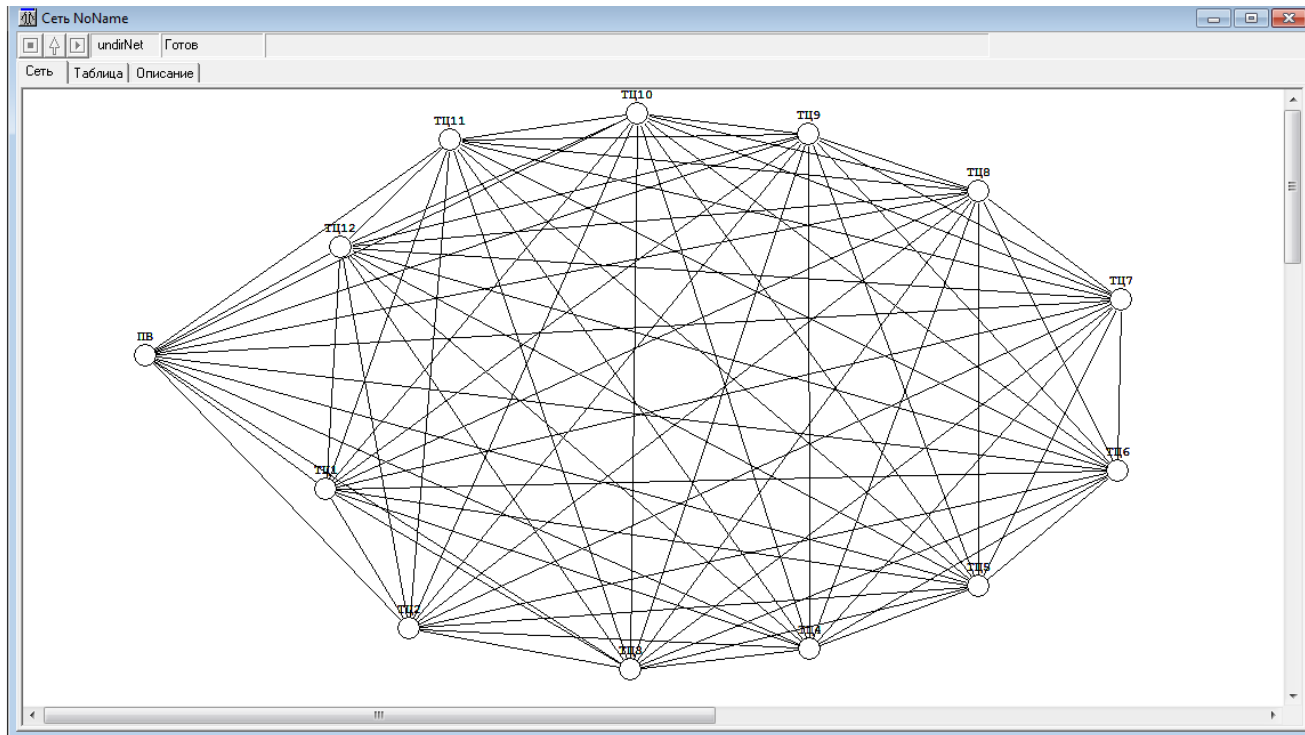 Сеть NoName
undirNet Готов
Сеть Таблица Описание
ТЦ10
ТЦ9
ТЦ11
ТЦ8
ТЦ12
ТЦ7
ПВ
ТЦ6
ТЦ1
ТЦ5
ТЦ2
ТЦ4
ТЦ3